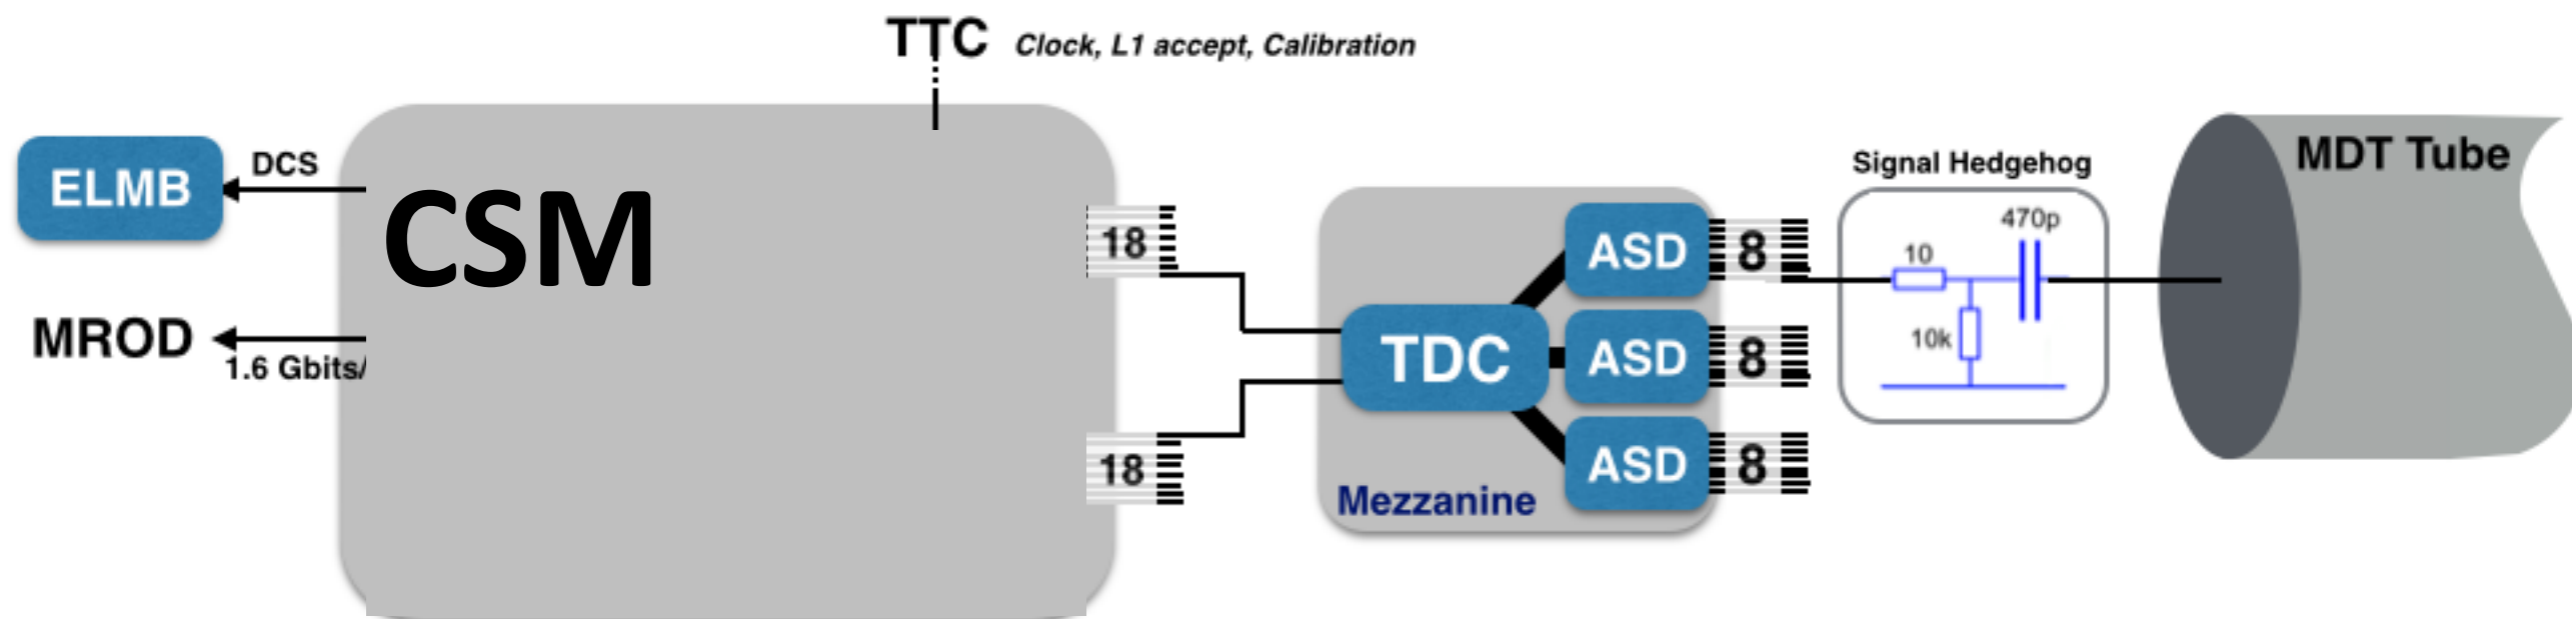 TTC Clock, L1 accept, Calibration
ELMB
DCS
CSM
MROD
1.6 Gbits/
18
18
TDC
ASD
ASD
ASD
8
8
8
Mezzanine
Signal Hedgehog
470p
10
10k
MDT Tube